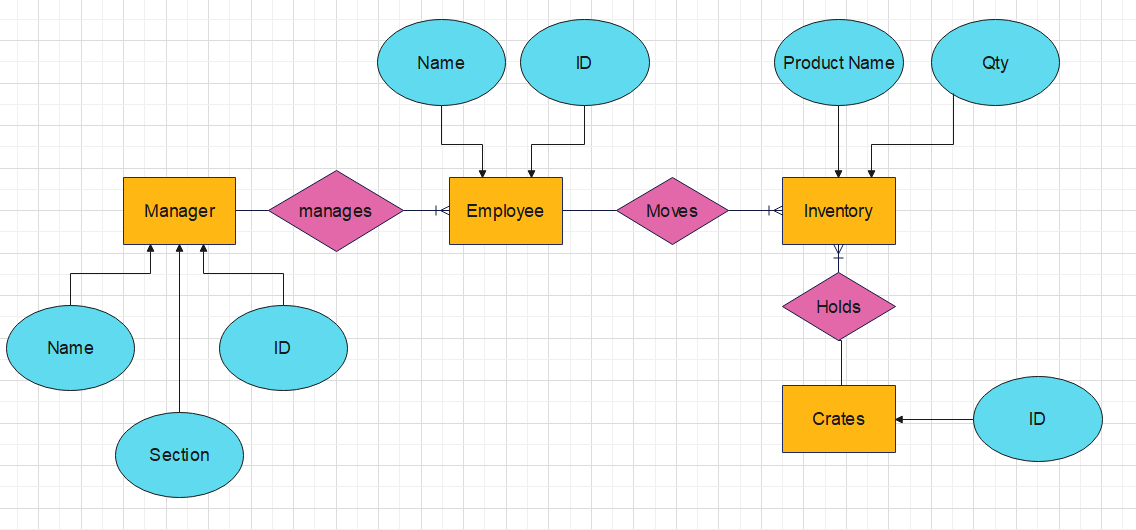 Name
ID
Product Name
Qty
Manager
manages
Employee
Moves
Inventory
Holds
Name
ID
Crates
ID
Section